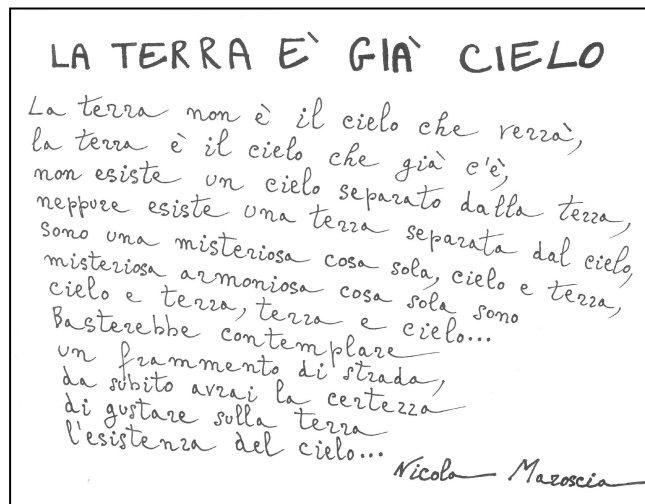 LA TERRA E` GIA` CIELO
La terra non è il cielo che verrà,
la terra è il cielo che già c'è,
non esiste un cielo separato dalla terra,
neppure esiste una terra separata dal cielo,
sono una misteriosa cosa sola, cielo e terra,
misteriosa armoniosa cosa sola sono
cielo e terra, terra e cielo...
Basterebbe contemplare
un frammento di strada,
da subito avrai la certezza
di gustare sulla terra
l'esistenza del cielo...
Nicola Maroscia